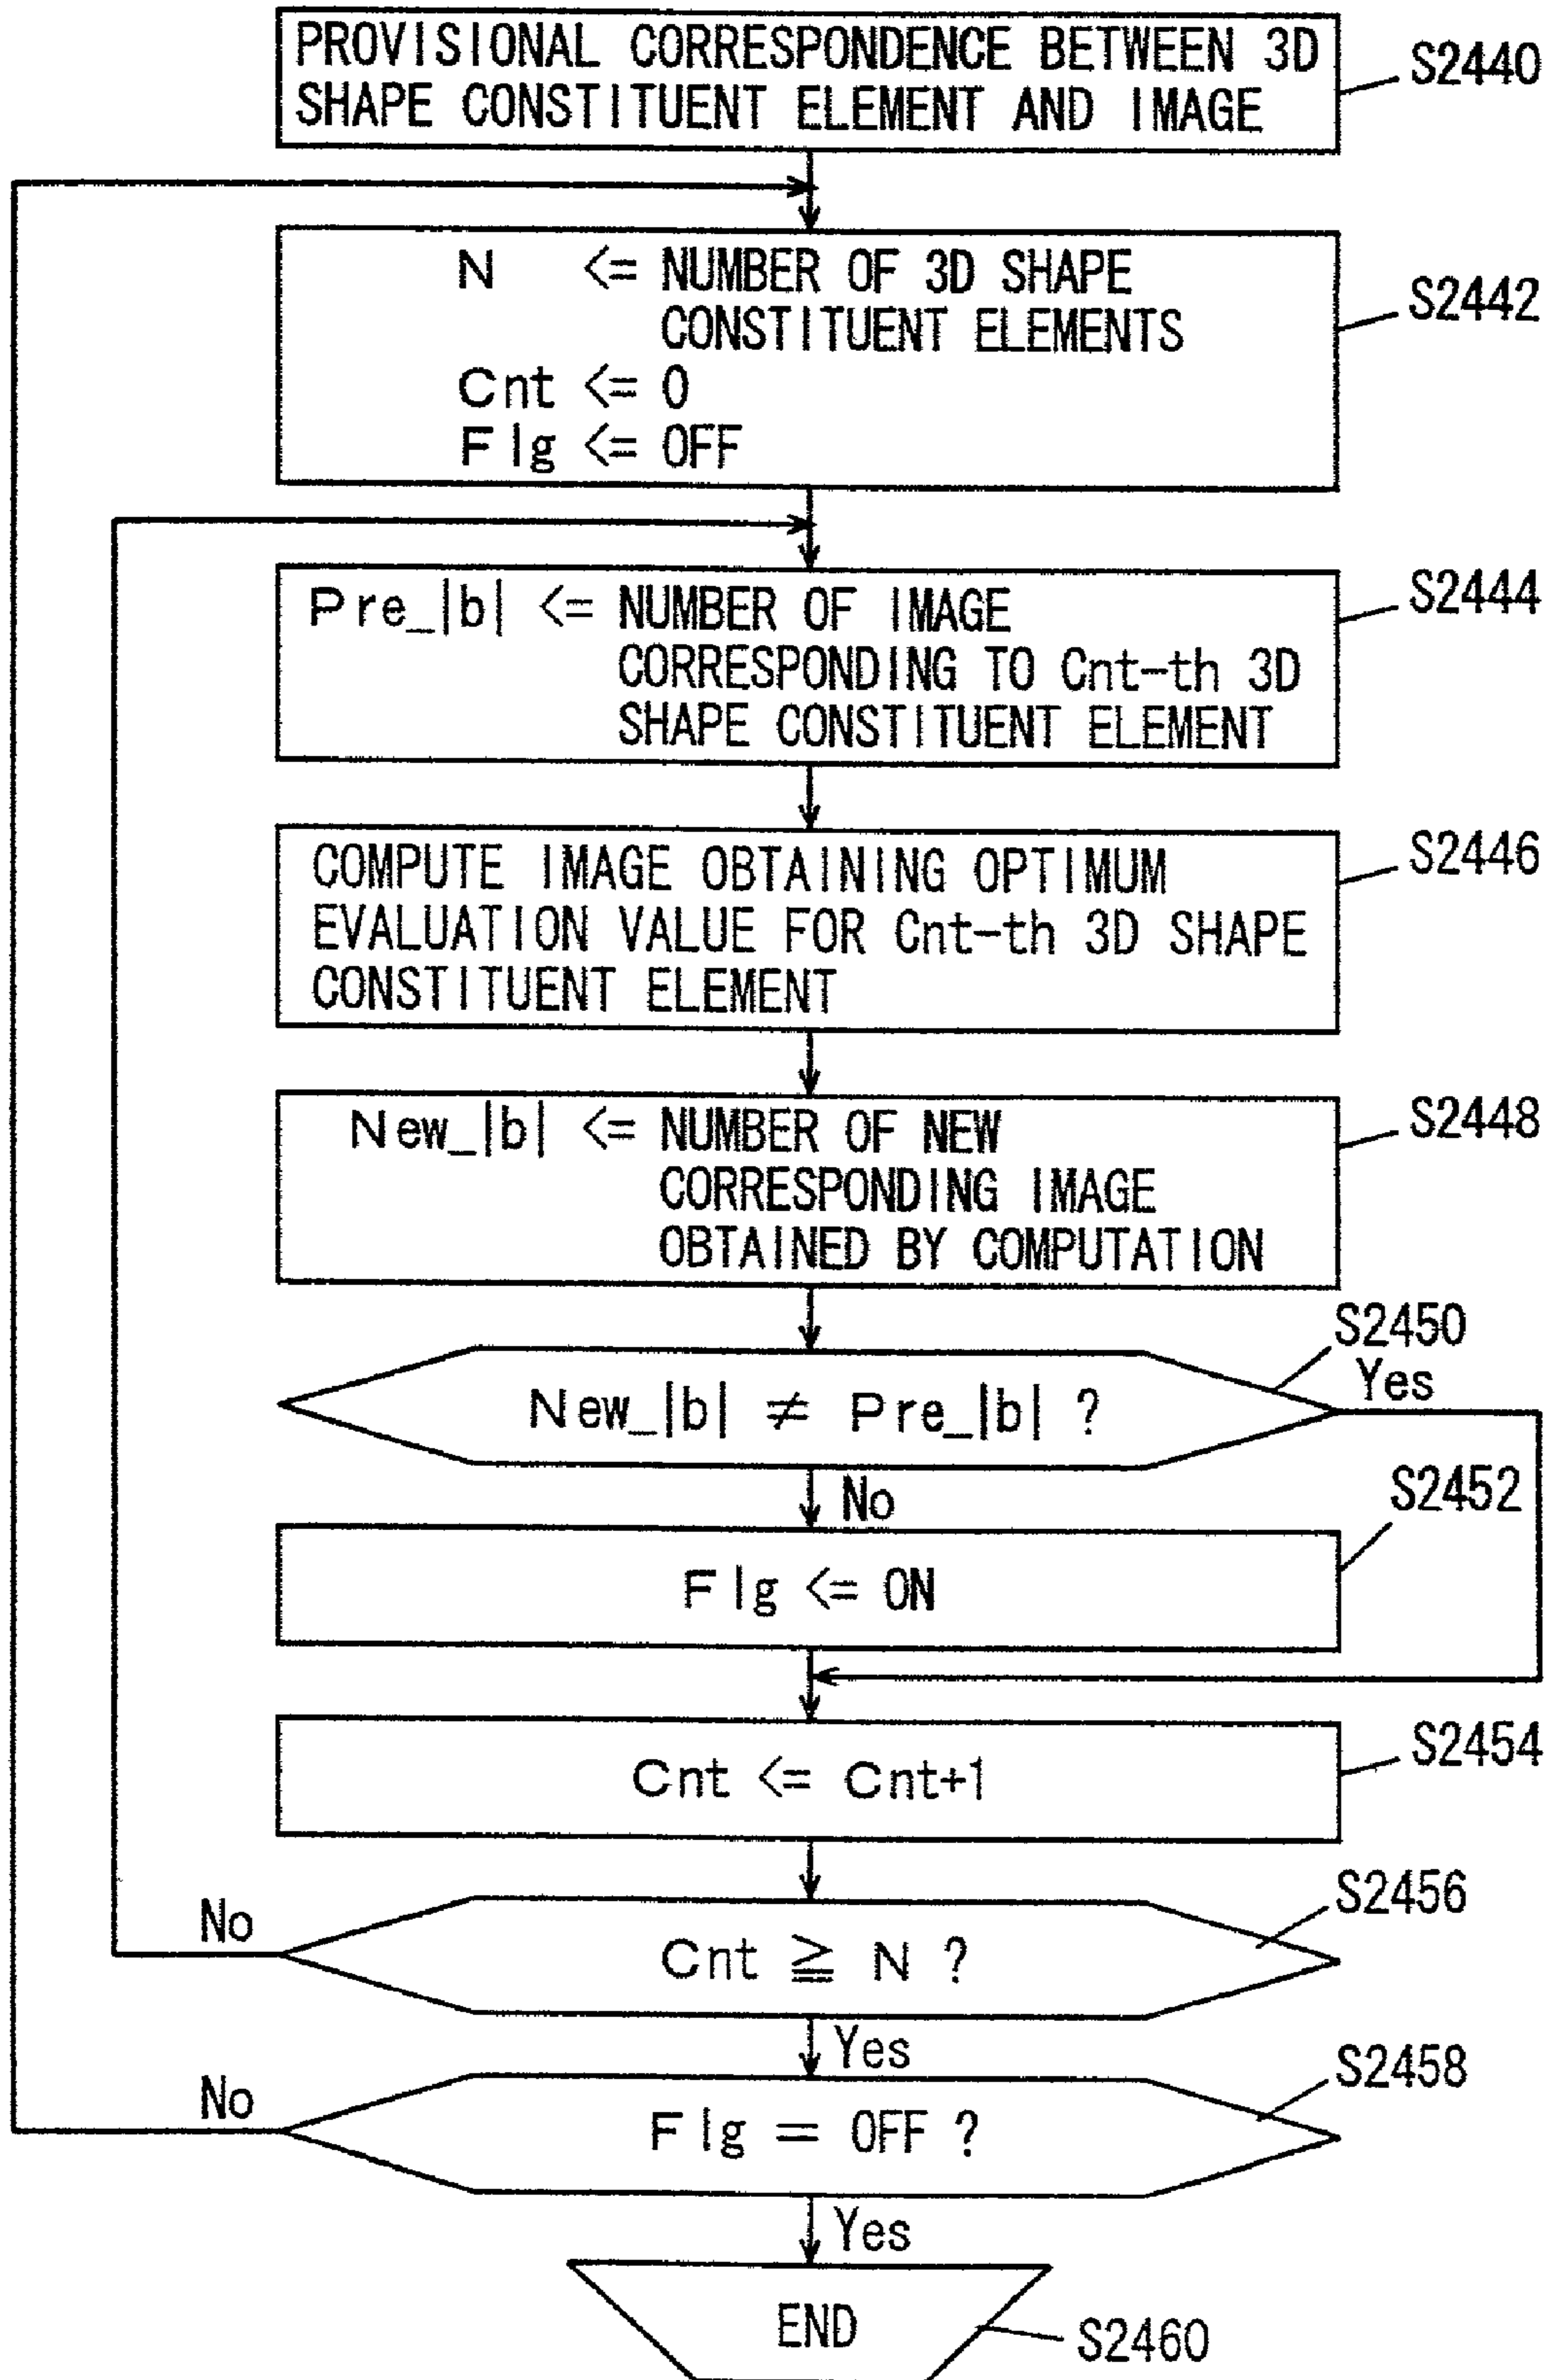 PROVISIONAL CORRESPONDENCE BETWEEN 3D
SHAPE CONSTITUENT ELEMENT AND IMAGE
S2440
N <= NUMBER OF 3D SHAPE
CONSTITUENT ELEMENTS
Cnt <= 0
Flg <= OFF
S2442
Pre_|b| <= NUMBER OF IMAGE
CORRESPONDING TO Cnt-th 3D
SHAPE CONSTITUENT ELEMENT
S2444
COMPUTE IMAGE OBTAINING OPTIMUM
EVALUATION VALUE FOR Cnt-th 3D SHAPE
CONSTITUENT ELEMENT
S2446
New_|b| <= NUMBER OF NEW
CORRESPONDING IMAGE
OBTAINED BY COMPUTATION
S2448
New_|b| ≠ Pre_|b| ?
S2450
Yes
No
Flg <= ON
S2452
Cnt <= Cnt+1
S2454
Cnt ≧ N ?
S2456
No
Yes
Flg = OFF ?
S2458
No
Yes
END
S2460